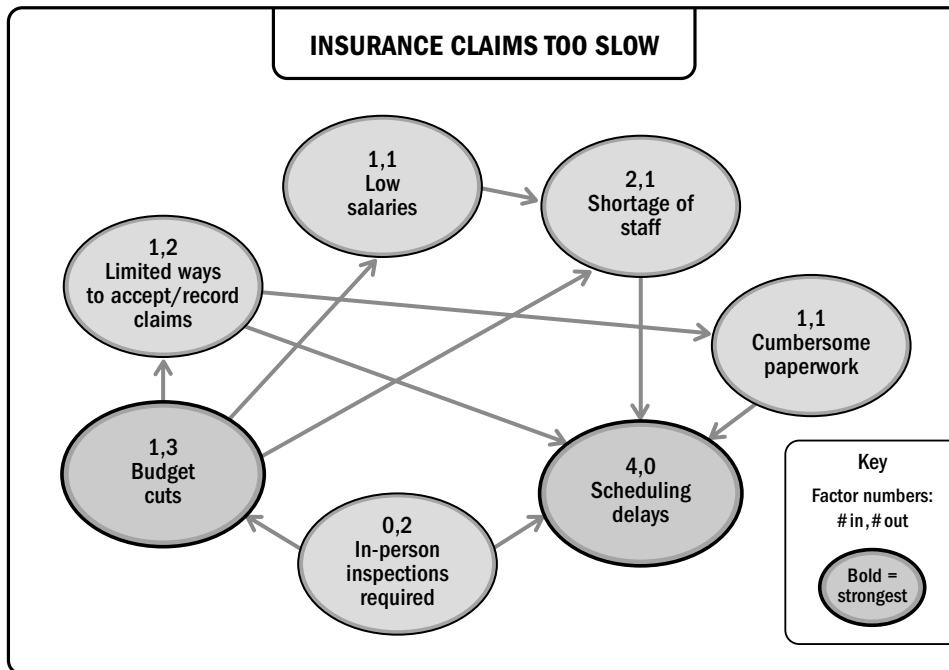 INSURANCE CLAIMS TOO SLOW
1,1
Low
salaries
2,1
Shortage of
staff
1,2
Limited ways
to accept/record
claims
1,1
Cumbersome
paperwork
1,3
Budget
cuts
4,0
Scheduling
delays
0,2
In-person
inspections
required
Key
Factor numbers:
# in, # out
Bold =
strongest